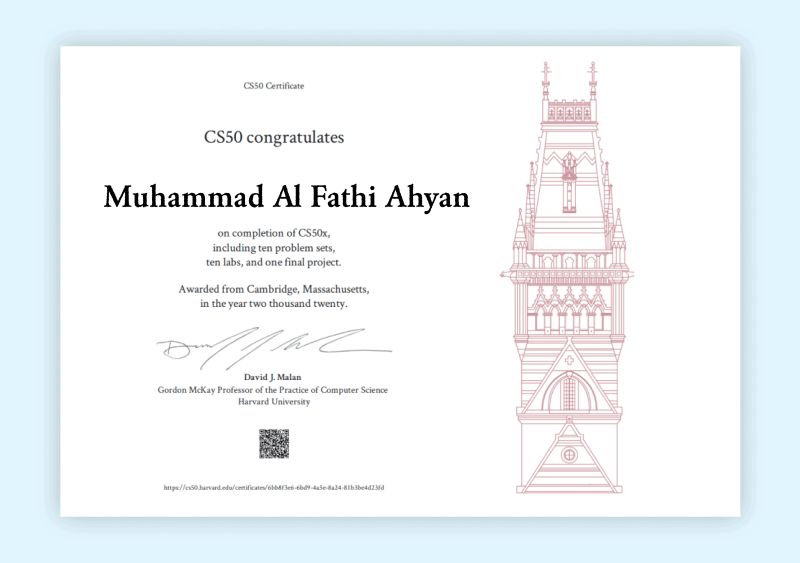 CS50 Certificate
CS50 congratulates
Muhammad Al Fathi Ahyan
on completion of CS50x,
including ten problem sets,
ten labs, and one final project.
Awarded from Cambridge, Massachusetts,
in the year two thousand twenty.
David J. Malan
Gordon McKay Professor of the Practice of Computer Science
Harvard University
https://cs50.harvard.edu/certificates/6bb8f3e6-6bd9-4a5e-8a24-81b3be4d23fd